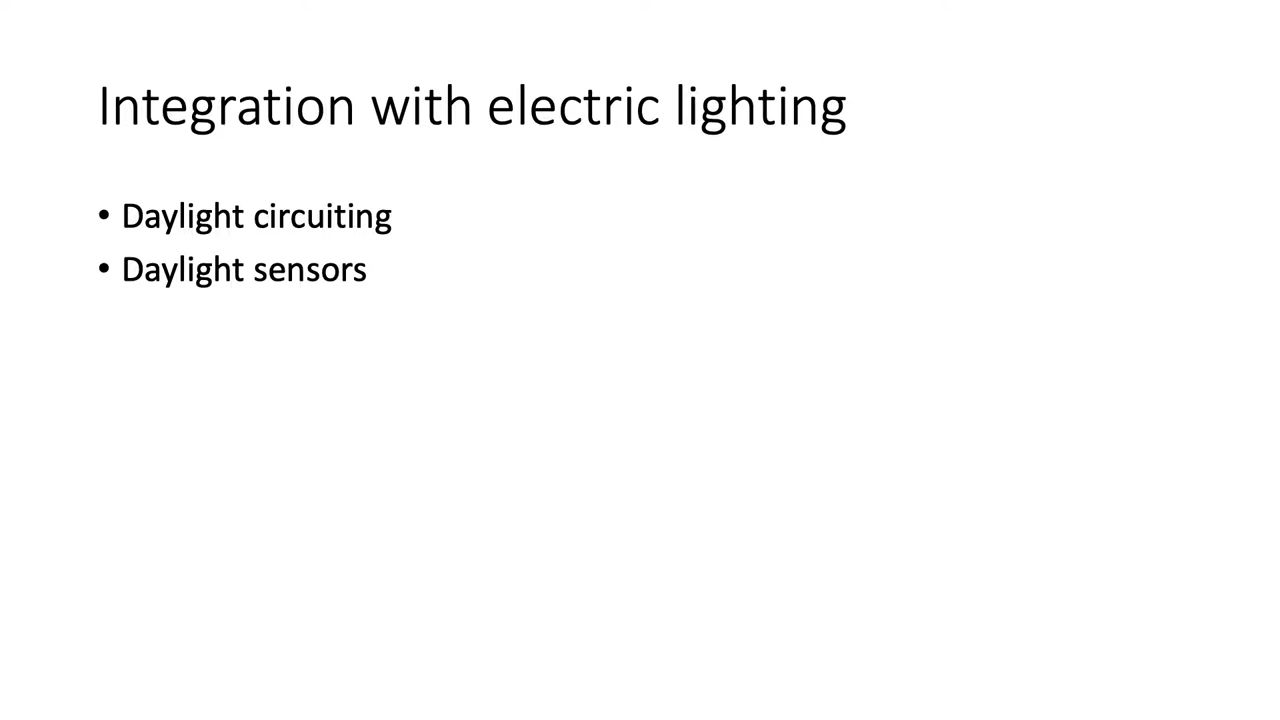 Integration with electric lighting
• Daylight circuiting
• Daylight sensors